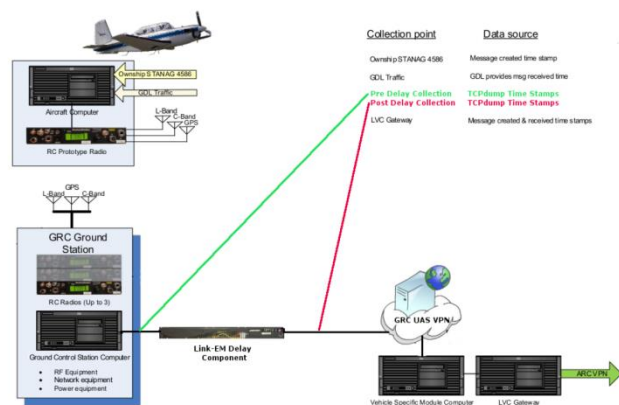 Collection point Data source
Ownship STANAG 4586 Message created time stamp
GDL Traffic GDL provides msg received time
Pre Delay Collection TCPdump Time Stamps
Post Delay Collection TCPdump Time Stamps
LVC Gateway Message created & received time stamps
Ownship STANAG 4586
GDL Traffic
Aircraft Computer
L-Band
C-Band
GPS
RC Prototype Radio
GPS
L-Band C-Band
GRC Ground
Station
RC Radios (Up to 3)
Ground Control Station Computer
• RF Equipment
• Network equipment
• Power equipment
Link-EM Delay
Component
GRC UAS VPN
ARC VPN
Vehicle Specific Module Computer LVC Gateway